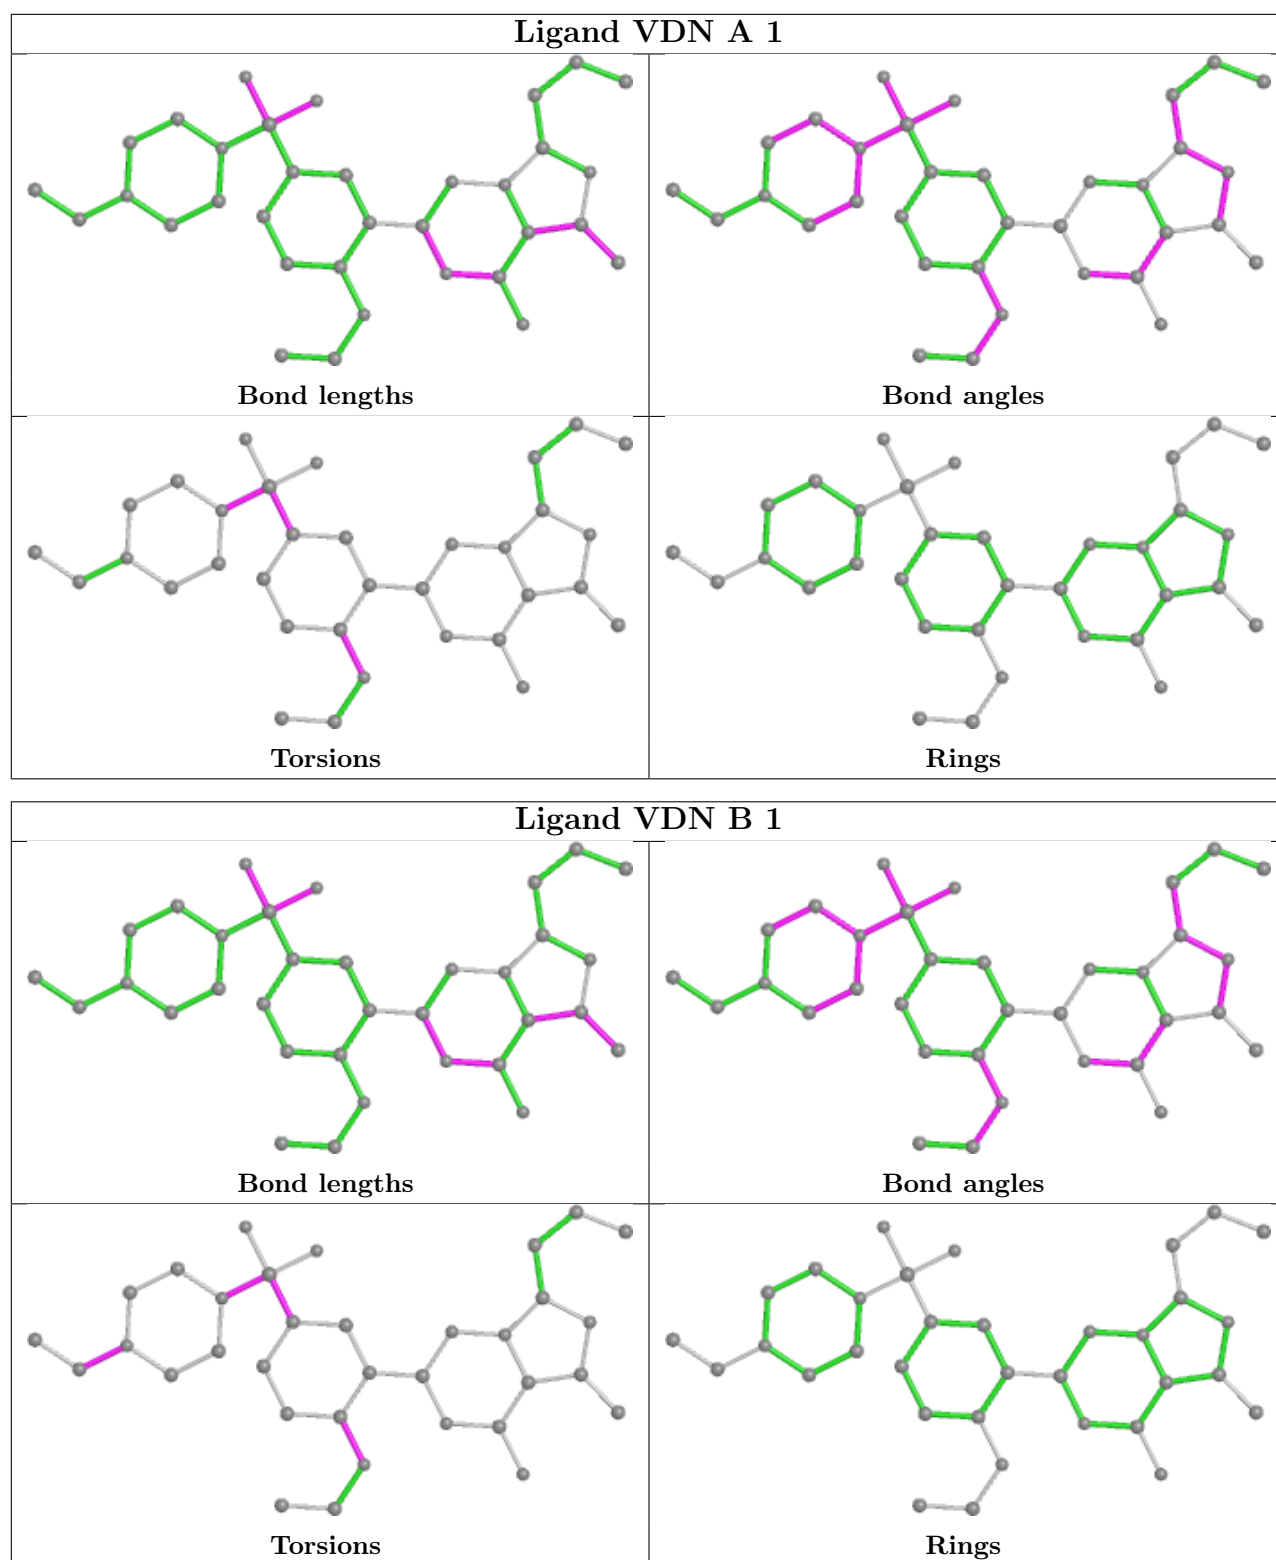 Ligand VDN A 1
Bond lengths
Bond angles
Torsions
Rings
Ligand VDN B 1
Bond lengths
Bond angles
Torsions
Rings